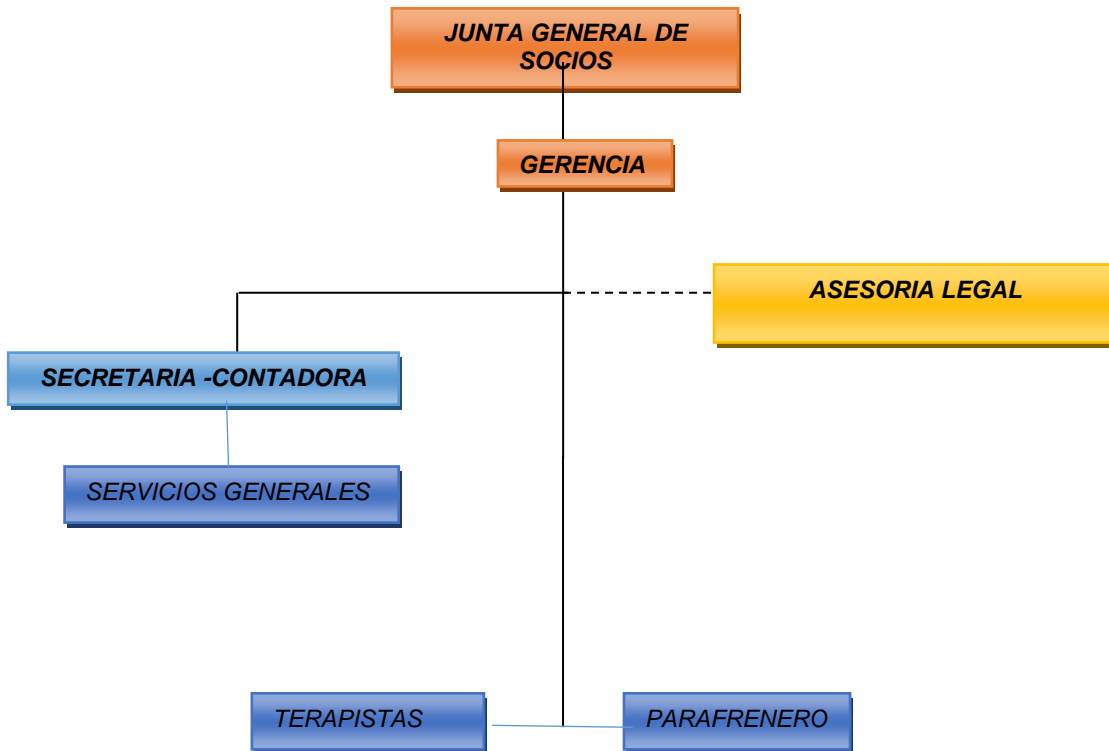 JUNTA GENERAL DE
SOCIOS
GERENCIA
ASESORIA LEGAL
SECRETARIA -CONTADORA
SERVICIOS GENERALES
TERAPISTAS
PARAFRENERO